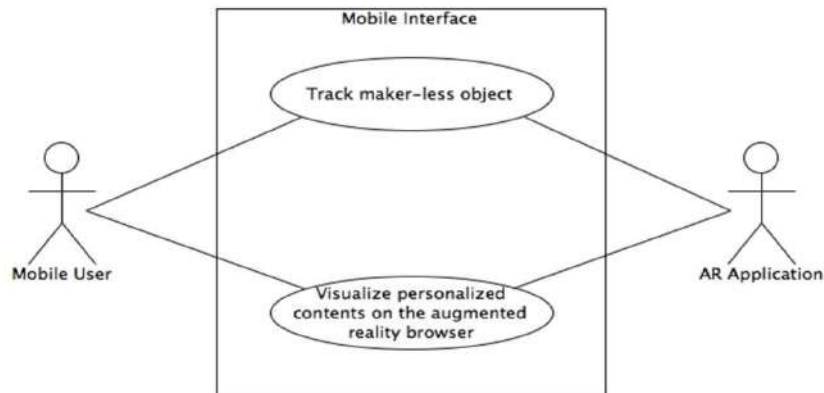 Mobile Interface
Track maker-less object
Mobile User
AR Application
Visualize personalized
contents on the augmented
reality browser